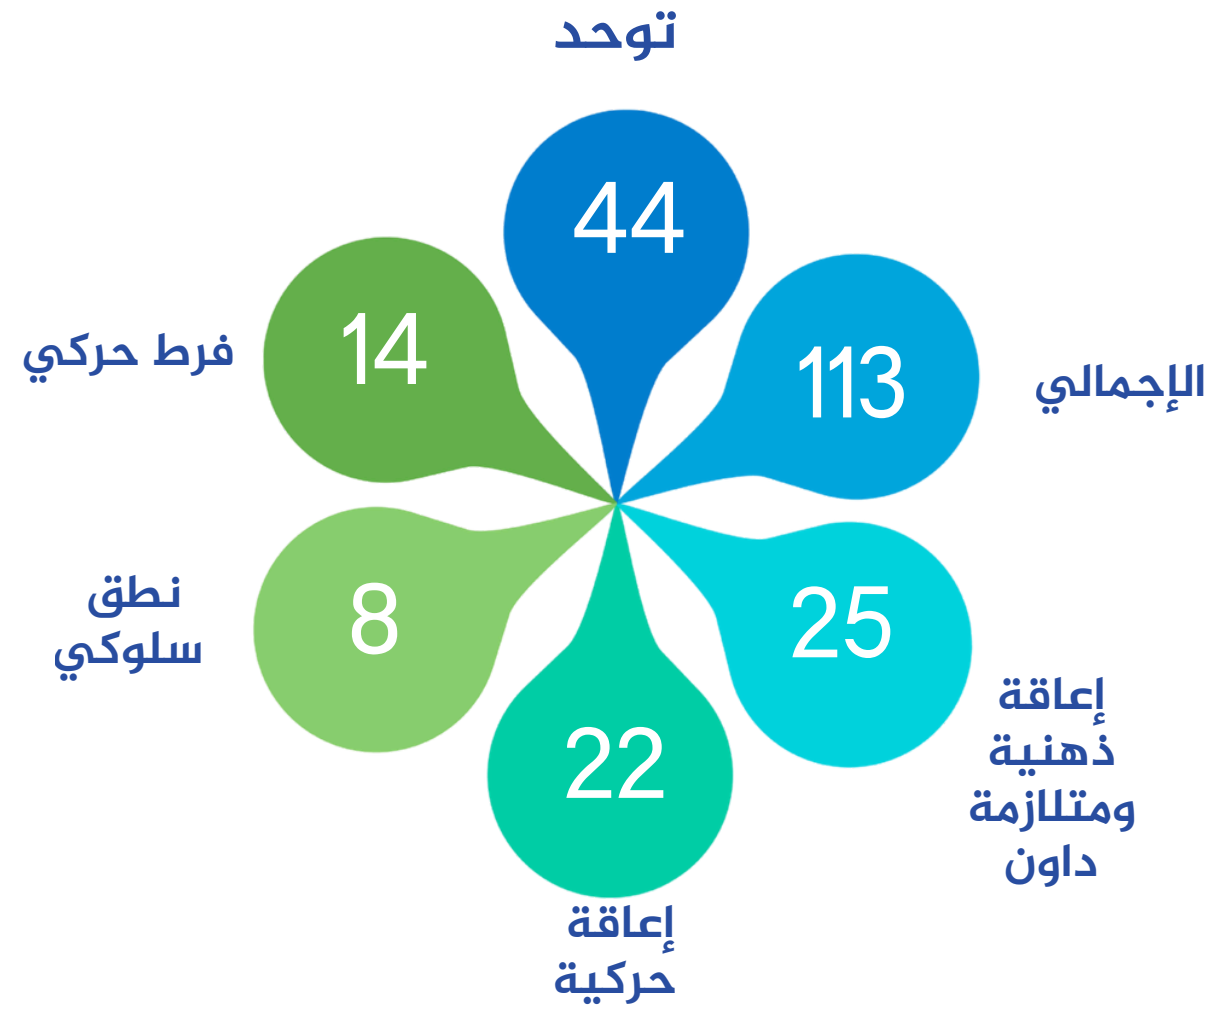 توحد
44
113
الإجمالي
25
إعاقة
ذهنية
ومتلازمة
داون
22
إعاقة
حركية
8
نطق
سلوكي
14
فرط حركي